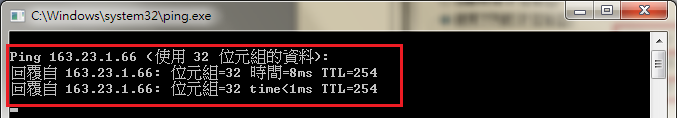 C:\Windows\system32\ping.exe
Ping 163.23.1.66 (使用 32 位元組的資料):
回覆自 163.23.1.66: 位元組=32 時間=8ms TTL=254
回覆自 163.23.1.66: 位元組=32 time<1ms TTL=254